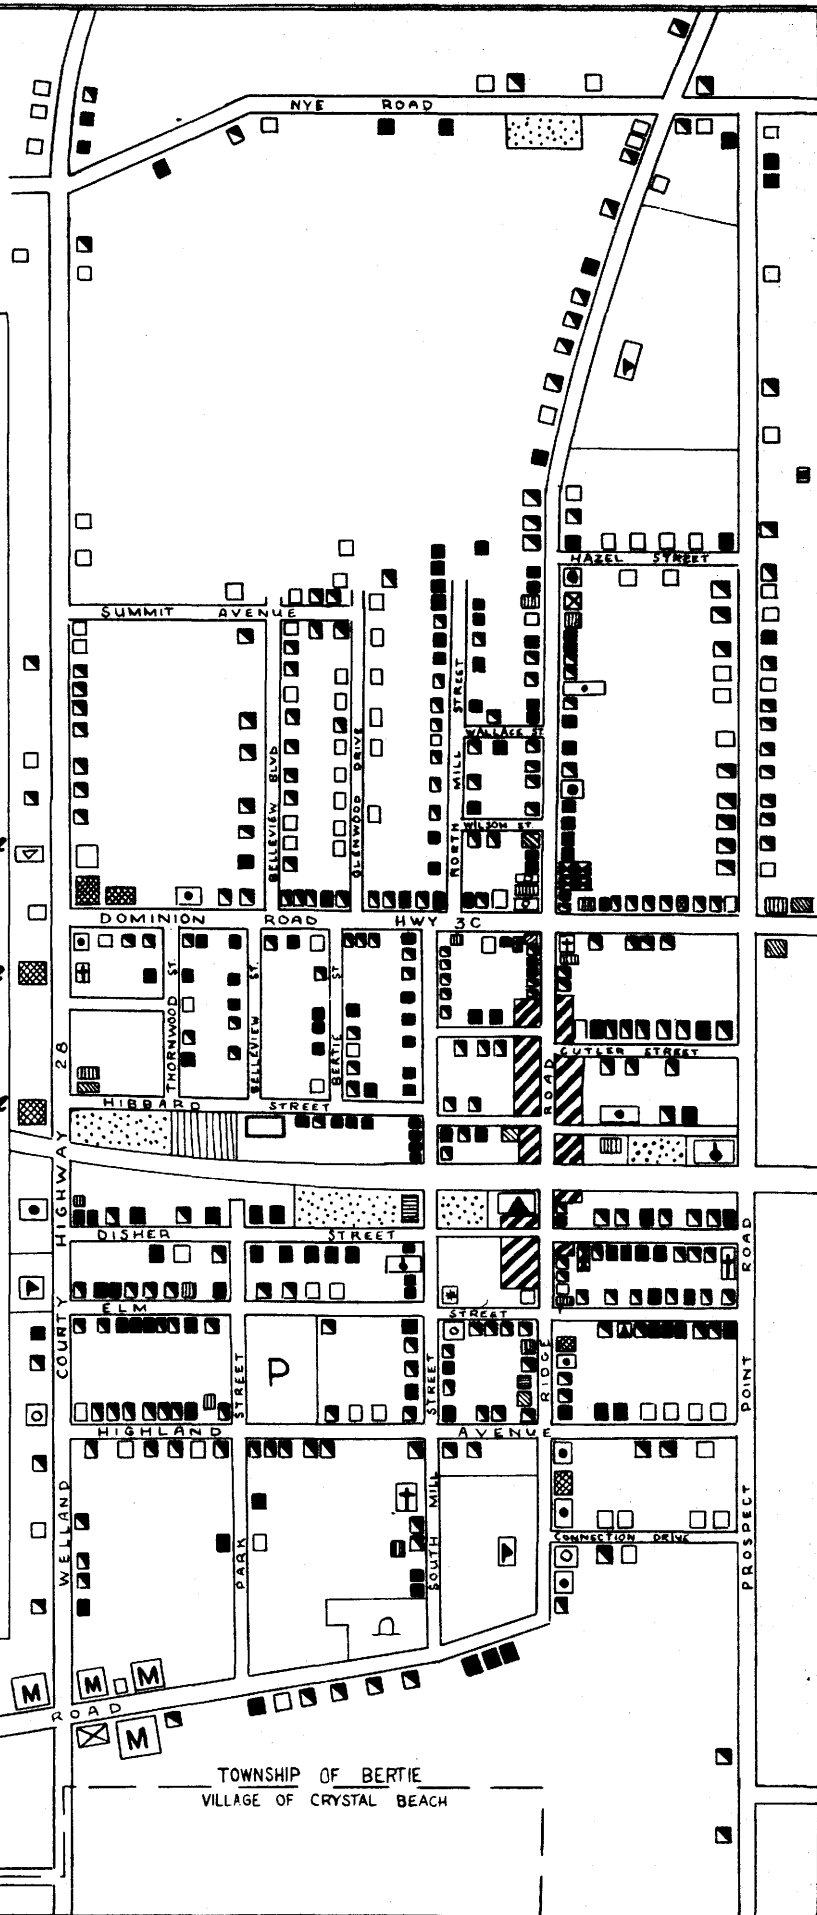 NYE ROAD
HAZEL STREET
SUMMIT AVENUE
BELLEVIEW BLVD
GLENWOOD DRIVE
NORTH MILL STREET
WALLACE ST
WILSON ST
DOMINION ROAD HWY 3C
THORNWOOD ST.
BELLEVIEW ST.
BERTIE ST
CUTLER STREET
HIBBARD STREET
RIDGE ROAD
WELLAND COUNTY HIGHWAY 28
DISHER STREET
ELM STREET
P
HIGHLAND AVENUE
PARK STREET
SOUTH MILL STREET
CONNECTION DRIVE
PROSPECT POINT ROAD
M
M
M
M
ROAD
TOWNSHIP OF BERTIE
VILLAGE OF CRYSTAL BEACH